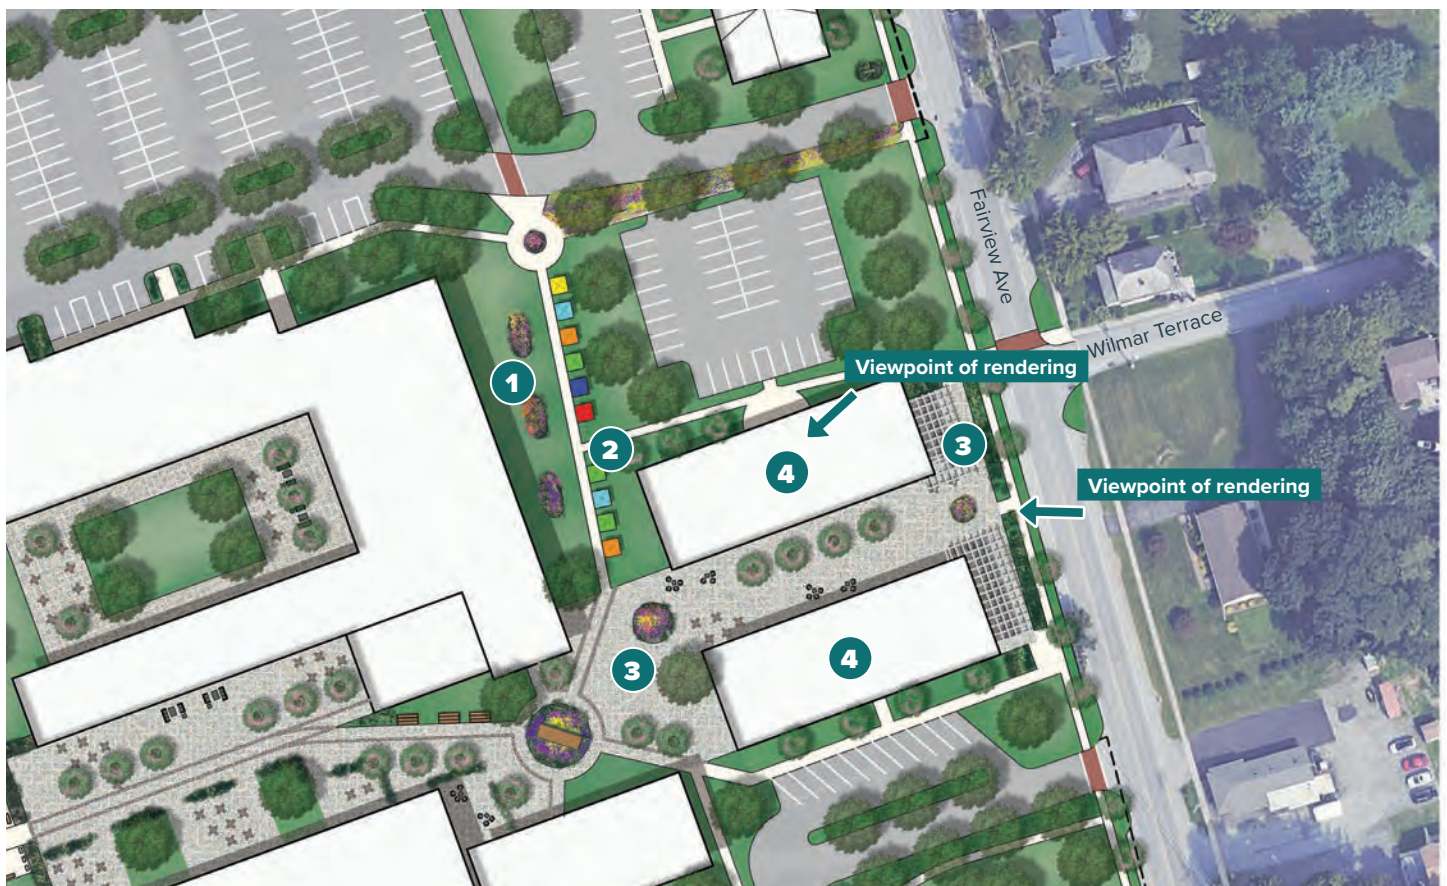 Fairview Ave
Wilmar Terrace
Viewpoint of rendering
1
2
3
4
Viewpoint of rendering
4
3